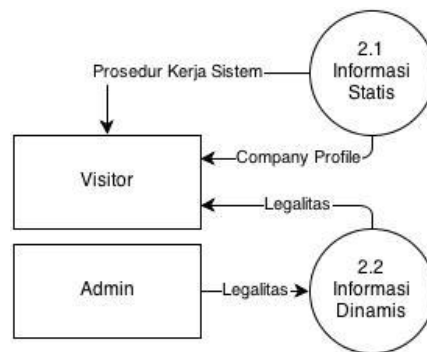 2.1
Informasi
Statis
Prosedur Kerja Sistem
Company Profile
Visitor
Legalitas
Admin
Legalitas
2.2
Informasi
Dinamis